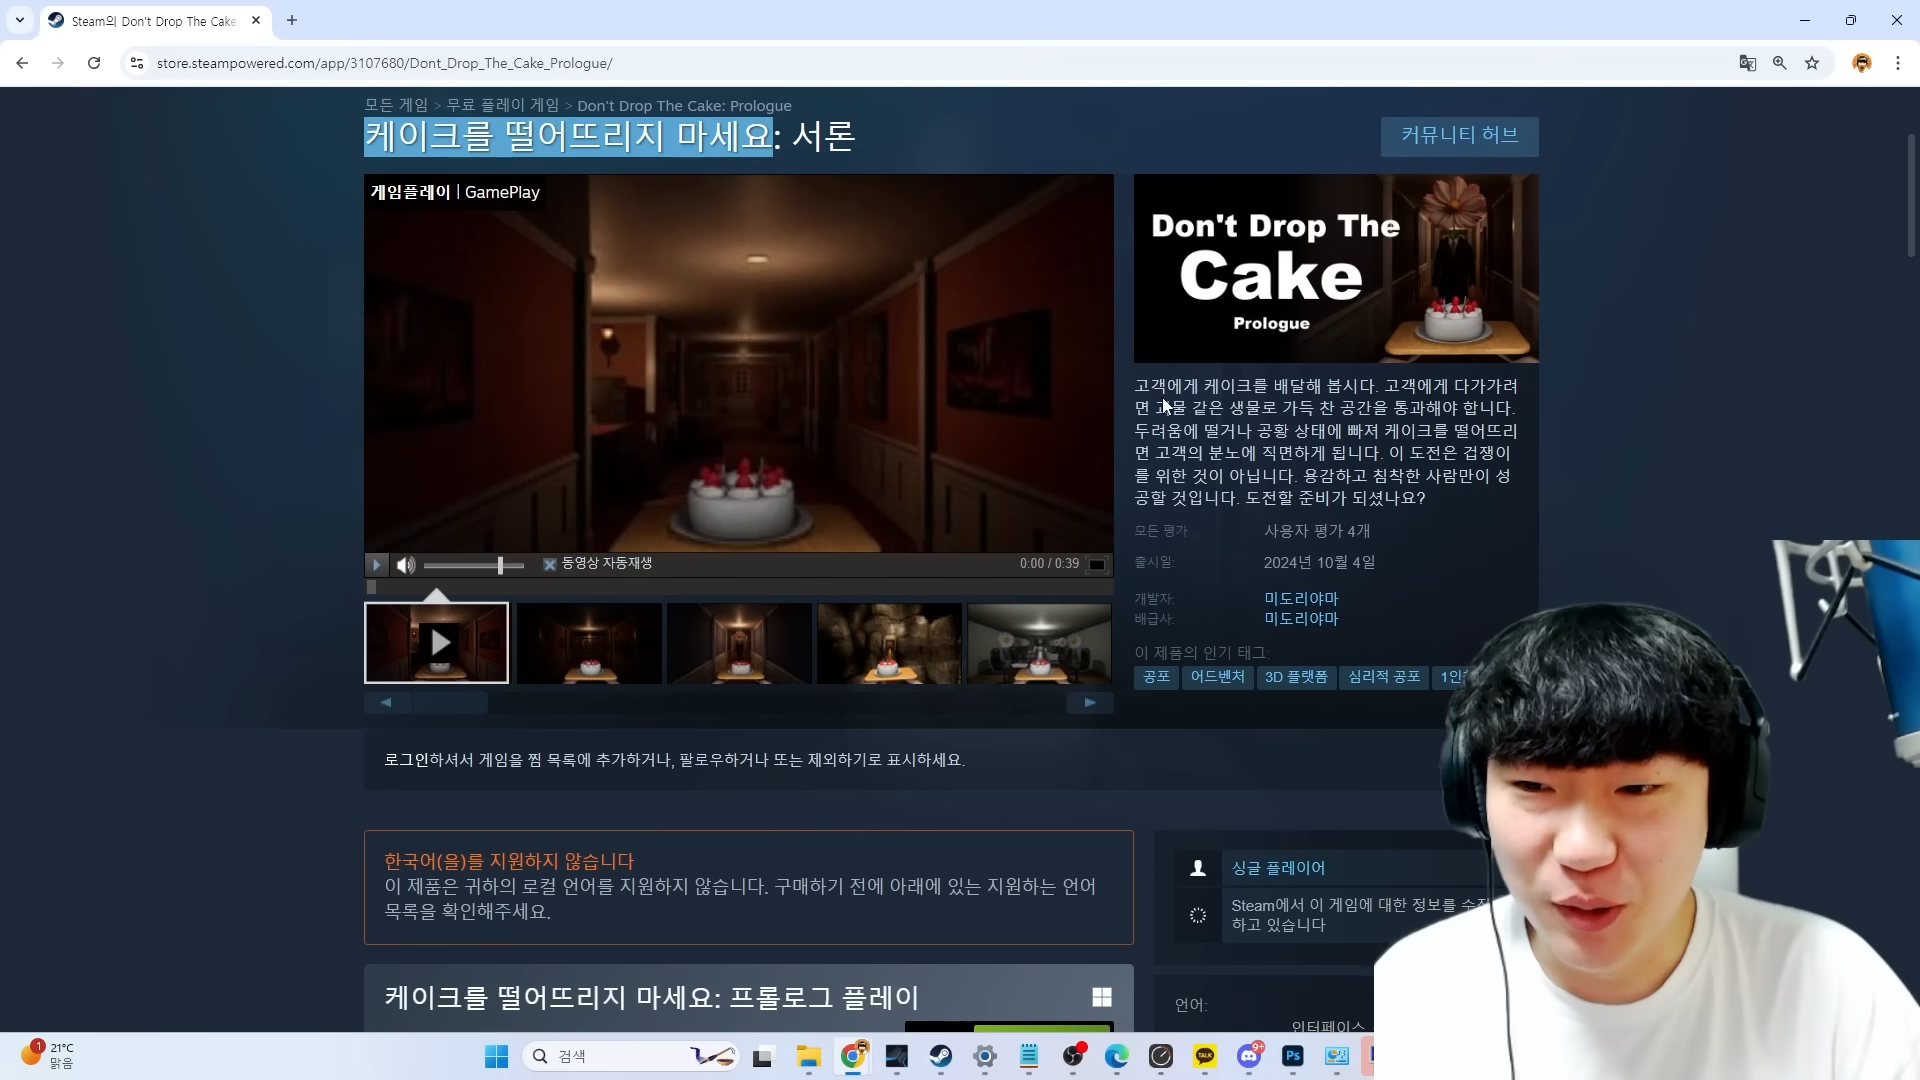 Steam의 Don't Drop The Cake
store.steampowered.com/app/3107680/Dont_Drop_The_Cake_Prologue/
모든 게임 > 무료 플레이 게임 > Don't Drop The Cake: Prologue
케이크를 떨어뜨리지 마세요: 서론
커뮤니티 허브
게임플레이 | GamePlay
Don't Drop The
Cake
Prologue
고객에게 케이크를 배달해 봅시다. 고객에게 다가가려
면 괴물 같은 생물로 가득 찬 공간을 통과해야 합니다.
두려움에 떨거나 공황 상태에 빠져 케이크를 떨어뜨리
면 고객의 분노에 직면하게 됩니다. 이 도전은 겁쟁이
를 위한 것이 아닙니다. 용감하고 침착한 사람만이 성
공할 것입니다. 도전할 준비가 되셨나요?
모든 평가 사용자 평가 4개
출시일: 2024년 10월 4일
개발자: 미도리야마
배급사: 미도리야마
이 제품의 인기 태그:
공포 어드벤처 3D 플랫폼 심리적 공포
동영상 자동재생 0:00 / 0:39
로그인하셔서 게임을 찜 목록에 추가하거나, 팔로우하거나 또는 제외하기로 표시하세요.
한국어(을)를 지원하지 않습니다
이 제품은 귀하의 로컬 언어를 지원하지 않습니다. 구매하기 전에 아래에 있는 지원하는 언어
목록을 확인해주세요.
싱글 플레이어
Steam에서 이 게임에 대한 정보를 수집
하고 있습니다
케이크를 떨어뜨리지 마세요: 프롤로그 플레이
언어:
인터페이스
1
21°C
맑음
검색
TALK
9+
Ps